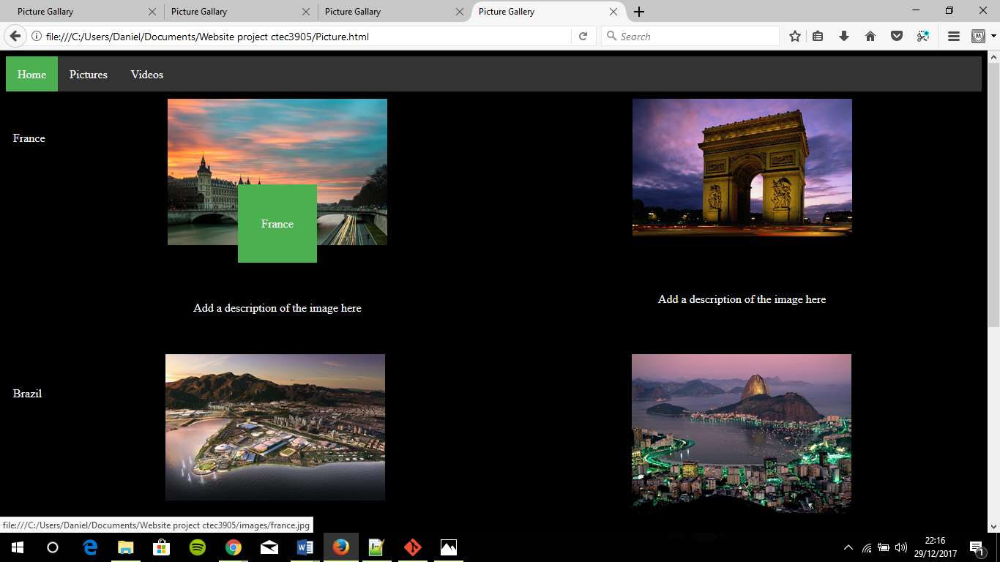 Picture Gallary
Picture Gallary
Picture Gallary
Picture Gallery
file:///C:/Users/Daniel/Documents/Website project ctec3905/Picture.html
Search
Home
Pictures
Videos
France
France
Add a description of the image here
Add a description of the image here
Brazil
file:///C:/Users/Daniel/Documents/Website project ctec3905/images/france.jpg
22:16
29/12/2017
1